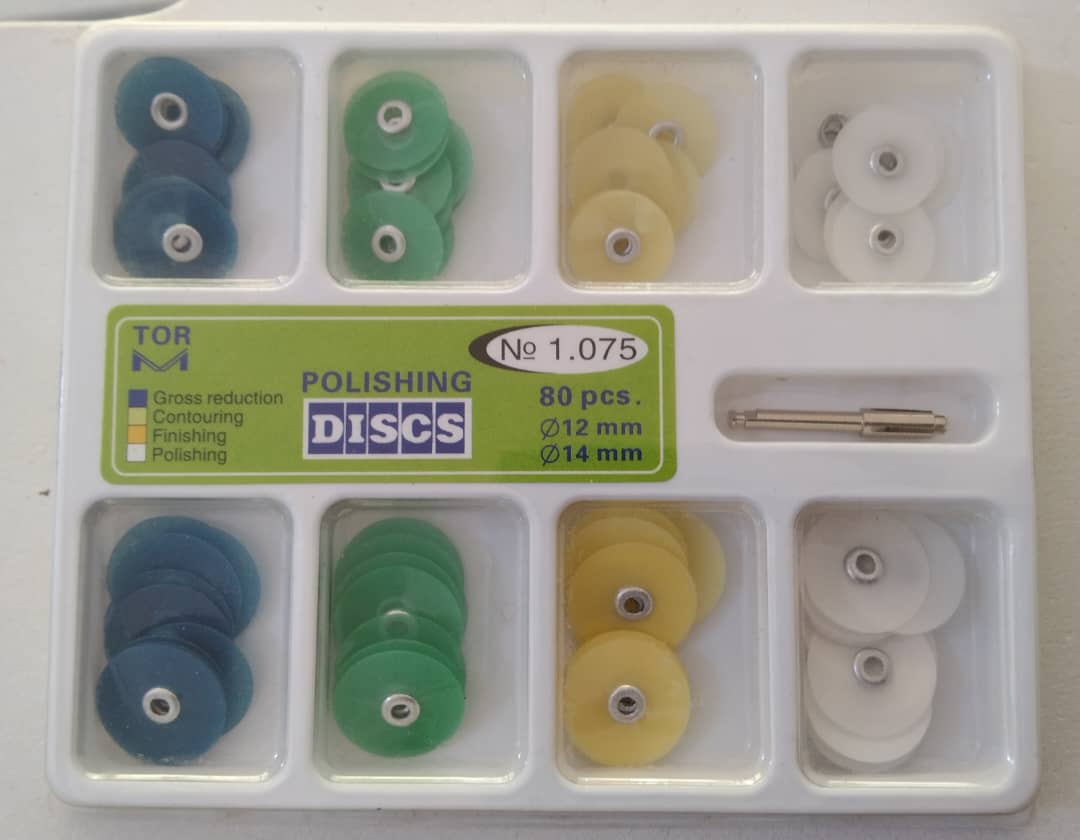 TOR
M
№ 1.075
POLISHING
DISCS
80 pcs.
Ø12 mm
Ø14 mm
Gross reduction
Contouring
Finishing
Polishing